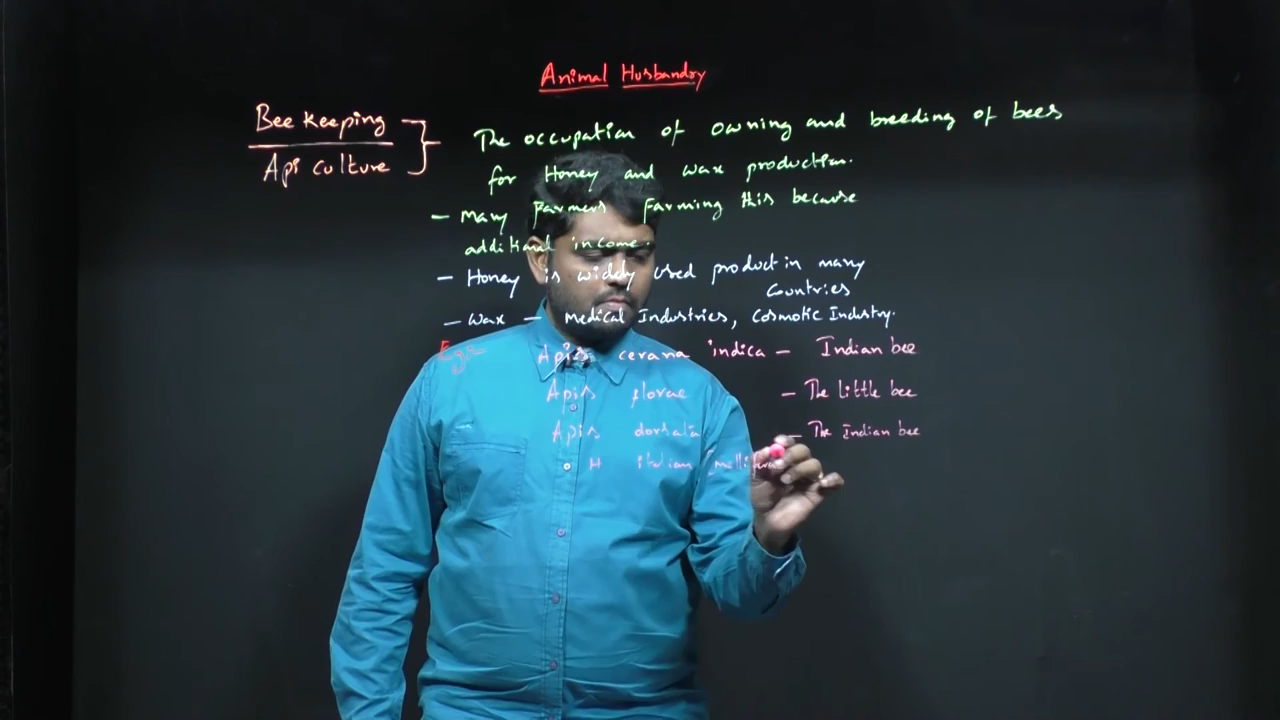 Animal Husbandry
Bee keeping
Api culture
The occupation of owning and breeding of bees
for Honey and wax production.
- Many Farmers farming this because
additional income.
- Honey is widely used product in many
Countries
- Wax - Medical Industries, Cosmotic Industry.
E.g:- Apis cerana indica - Indian bee
Apis florae - The little bee
Apis dorsata - The Indian bee
italian mellifera